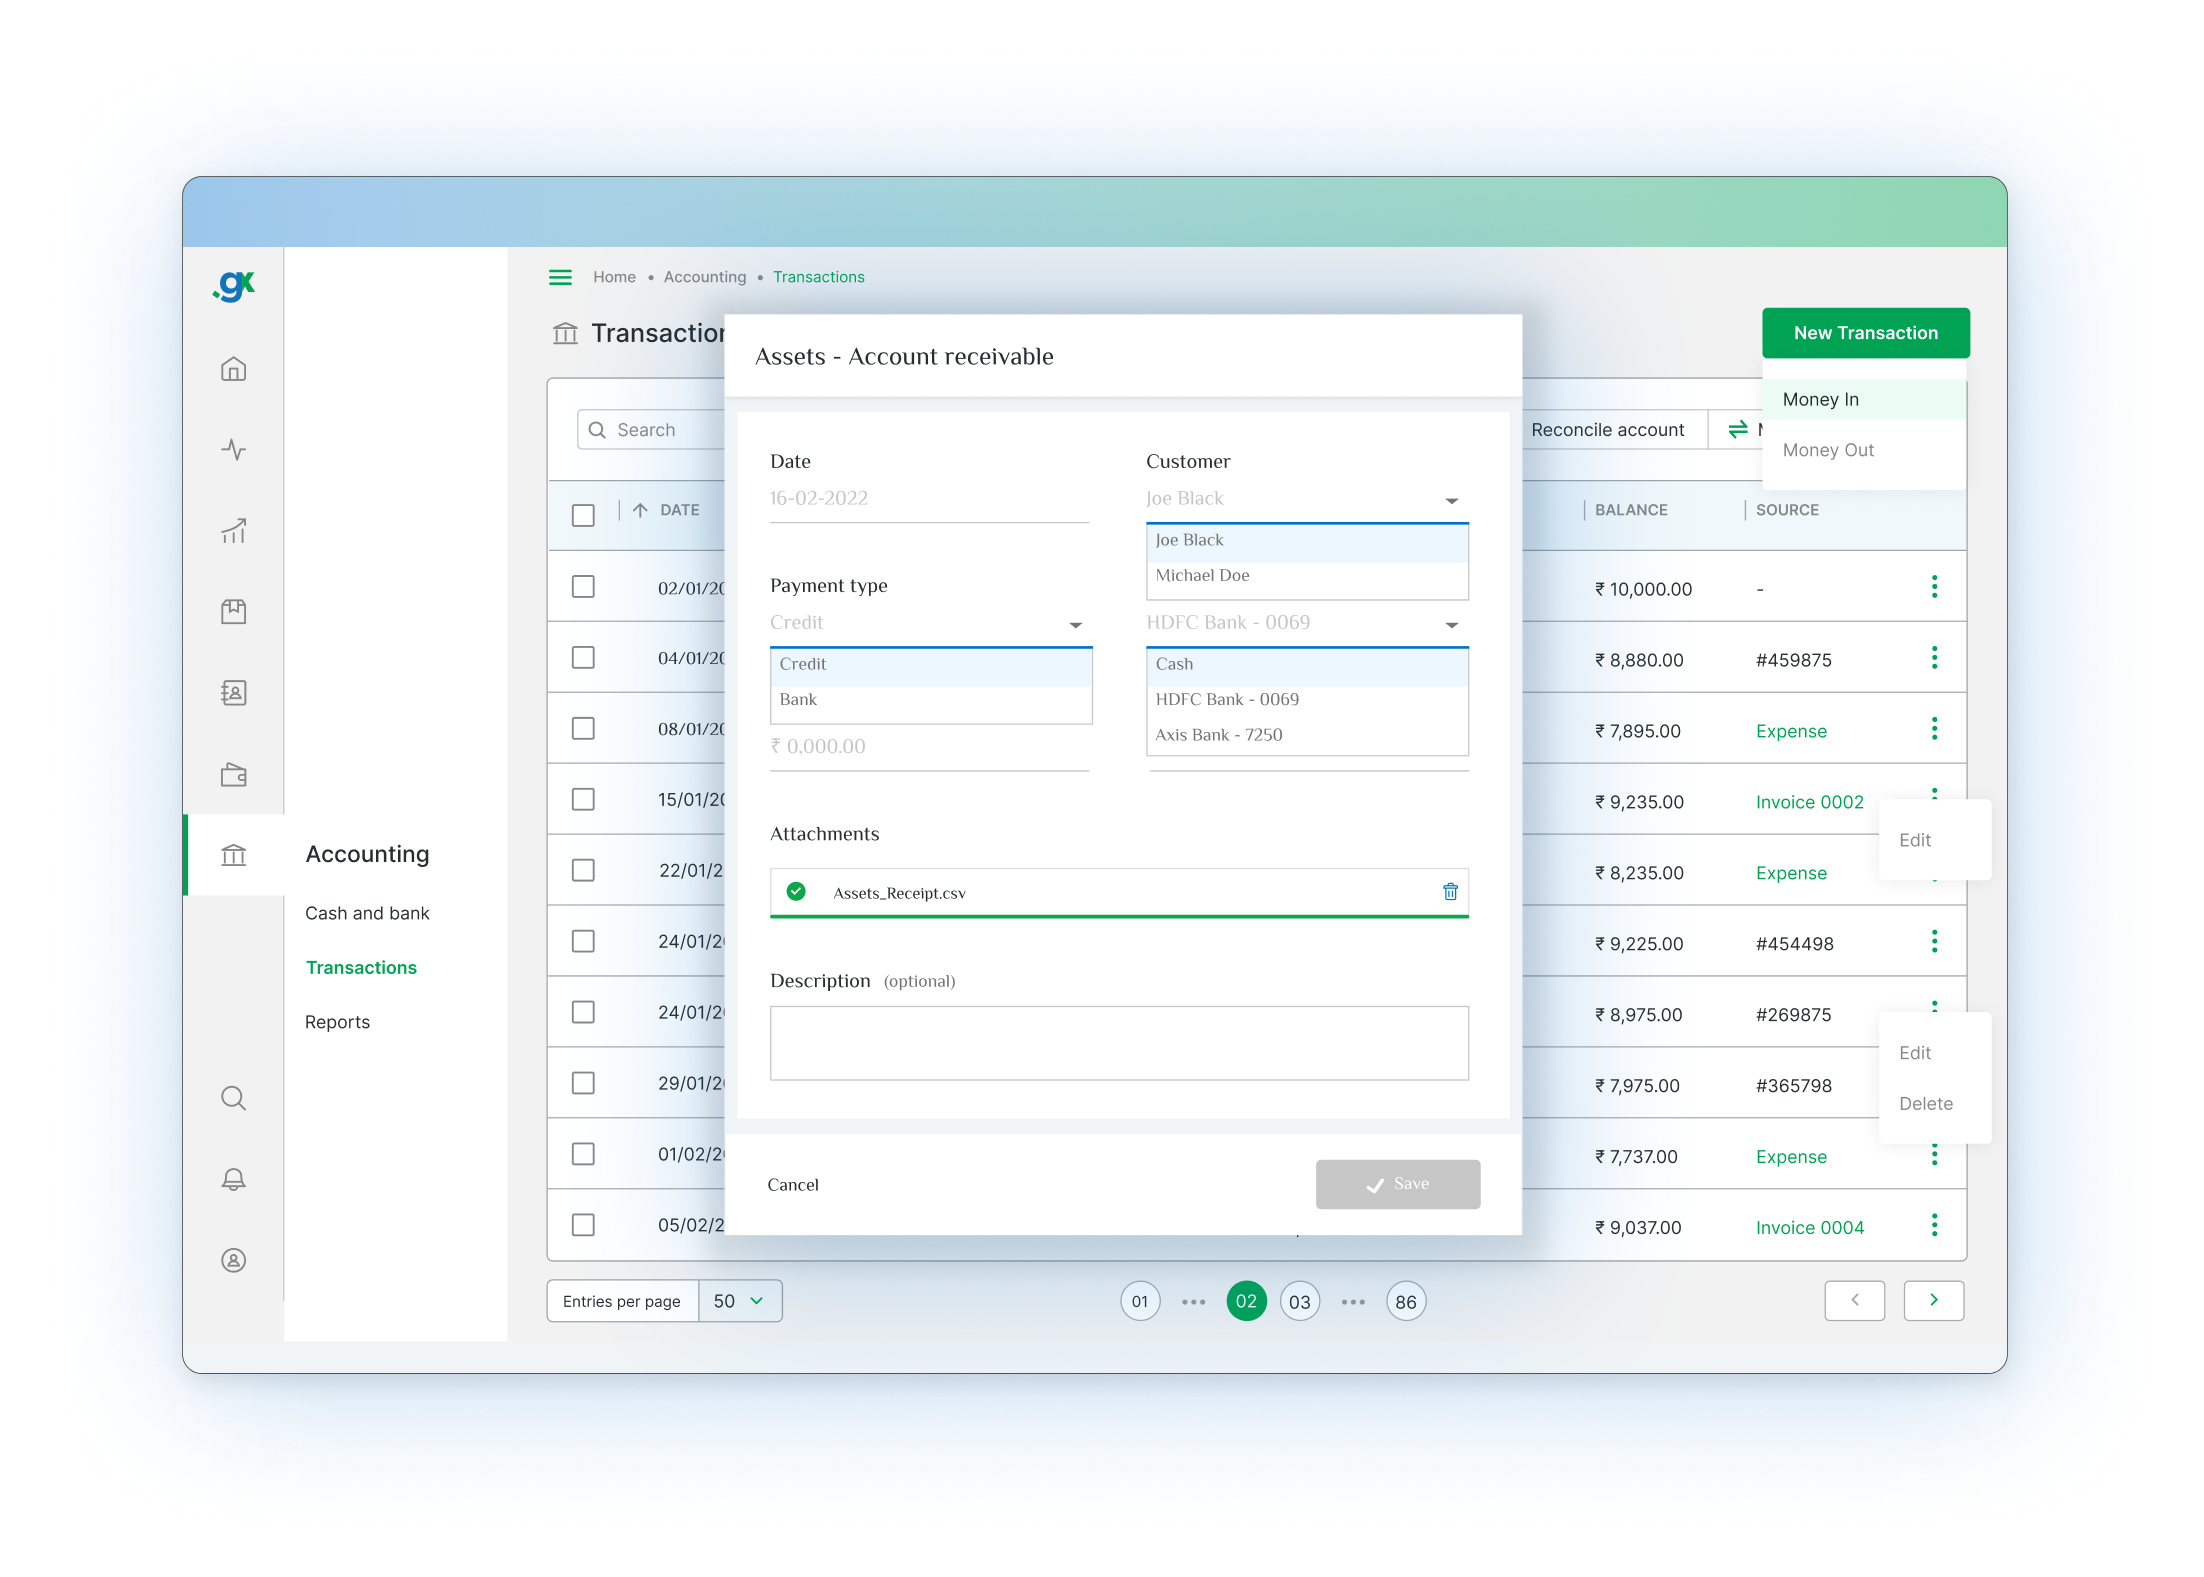 .gx
Home • Accounting • Transactions
Transaction
New Transaction
Money In
Money Out
Search
Reconcile account
DATE
BALANCE
SOURCE
02/01/20
₹ 10,000.00
-
04/01/20
₹ 8,880.00
#459875
08/01/20
₹ 7,895.00
Expense
15/01/20
₹ 9,235.00
Invoice 0002
22/01/2
₹ 8,235.00
Expense
24/01/20
₹ 9,225.00
#454498
24/01/20
₹ 8,975.00
#269875
29/01/20
₹ 7,975.00
#365798
01/02/20
₹ 7,737.00
Expense
05/02/2
₹ 9,037.00
Invoice 0004
Edit
Edit
Delete
Assets - Account receivable
Date
16-02-2022
Customer
Joe Black
Joe Black
Michael Doe
Payment type
Credit
Credit
Bank
HDFC Bank - 0069
Cash
HDFC Bank - 0069
Axis Bank - 7250
₹ 0,000.00
Attachments
Assets_Receipt.csv
Description (optional)
Cancel
Save
Accounting
Cash and bank
Transactions
Reports
Entries per page 50
01 ••• 02 03 ••• 86